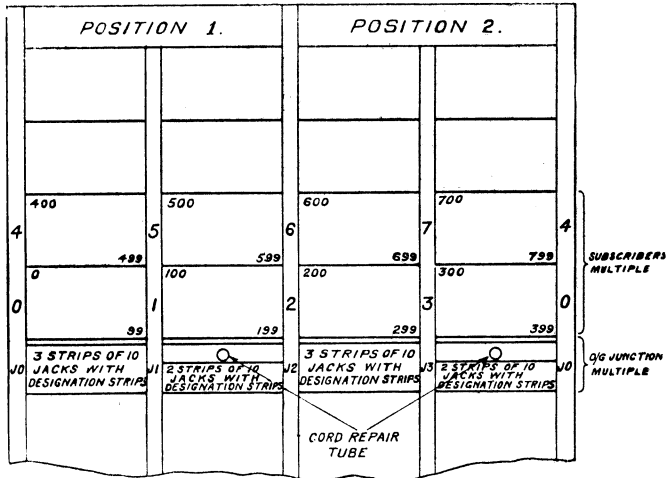 POSITION 1.
POSITION 2.
400
500
600
700
4
5
6
7
4
499
599
699
799
SUBSCRIBERS
MULTIPLE
0
100
200
300
0
1
2
3
0
99
199
299
399
J0
3 STRIPS OF 10
JACKS WITH
DESIGNATION STRIPS
J1
2 STRIPS OF 10
JACKS WITH
DESIGNATION STRIPS
J2
3 STRIPS OF 10
JACKS WITH
DESIGNATION STRIPS
J3
2 STRIPS OF 10
JACKS WITH
DESIGNATION STRIPS
J0
O/G JUNCTION
MULTIPLE
CORD REPAIR
TUBE